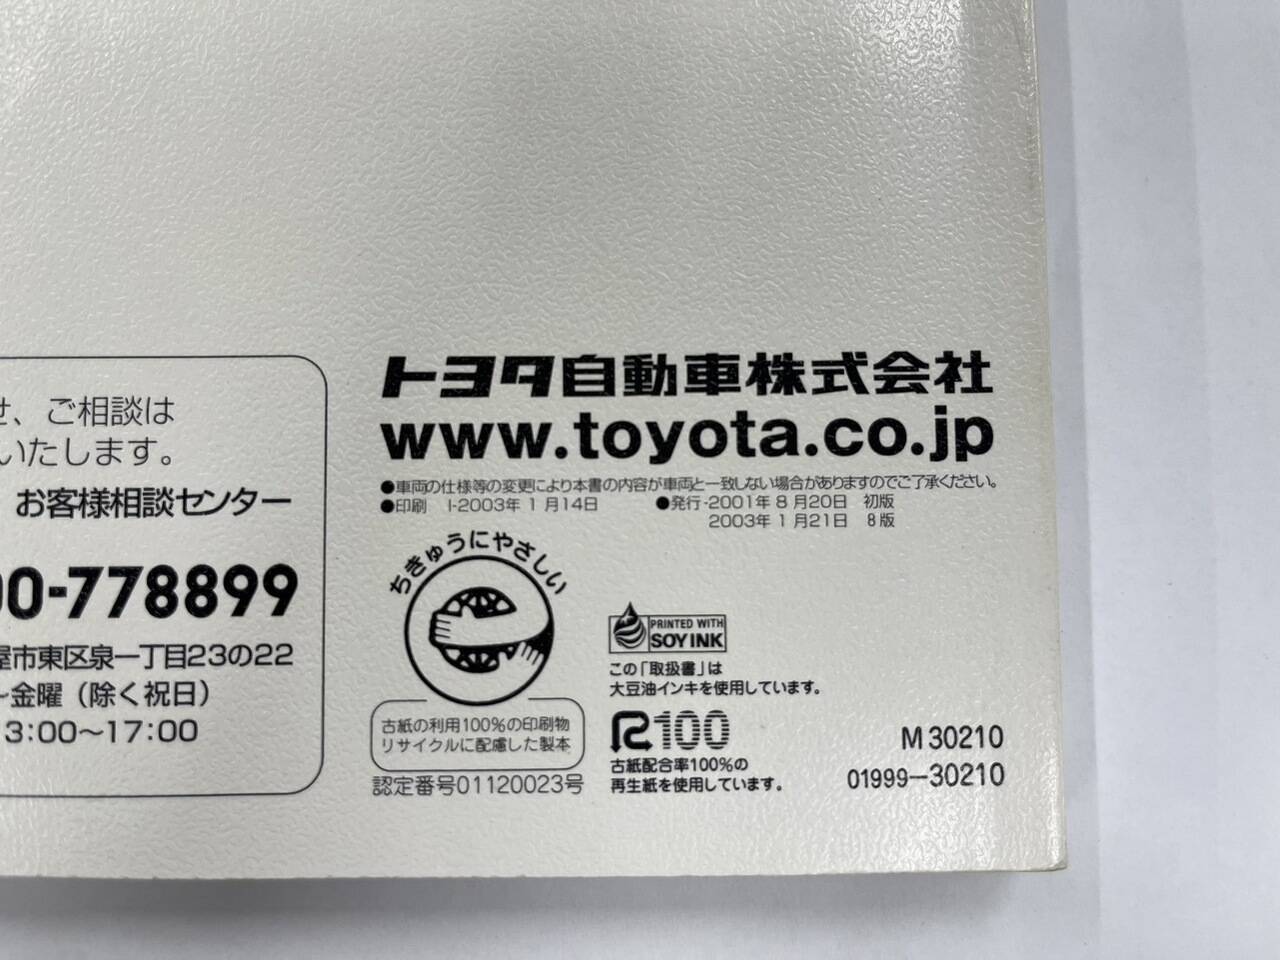 トヨタ自動車株式会社
www.toyota.co.jp
●車両の仕様等の変更により本書の内容が車両と一致しない場合がありますのでご了承ください。
●印刷 I-2003年1月14日 ●発行-2001年8月20日 初版
2003年1月21日 8版
、ご相談は
いたします。
お客様相談センター
00-778899
屋市東区泉一丁目23の22
～金曜（除く祝日）
3:00～17:00
ちきゅうにやさしい
古紙の利用100%の印刷物
リサイクルに配慮した製本
認定番号01120023号
PRINTED WITH
SOY INK
この「取扱書」は
大豆油インキを使用しています。
R100
古紙配合率100%の
再生紙を使用しています。
M 30210
01999-30210